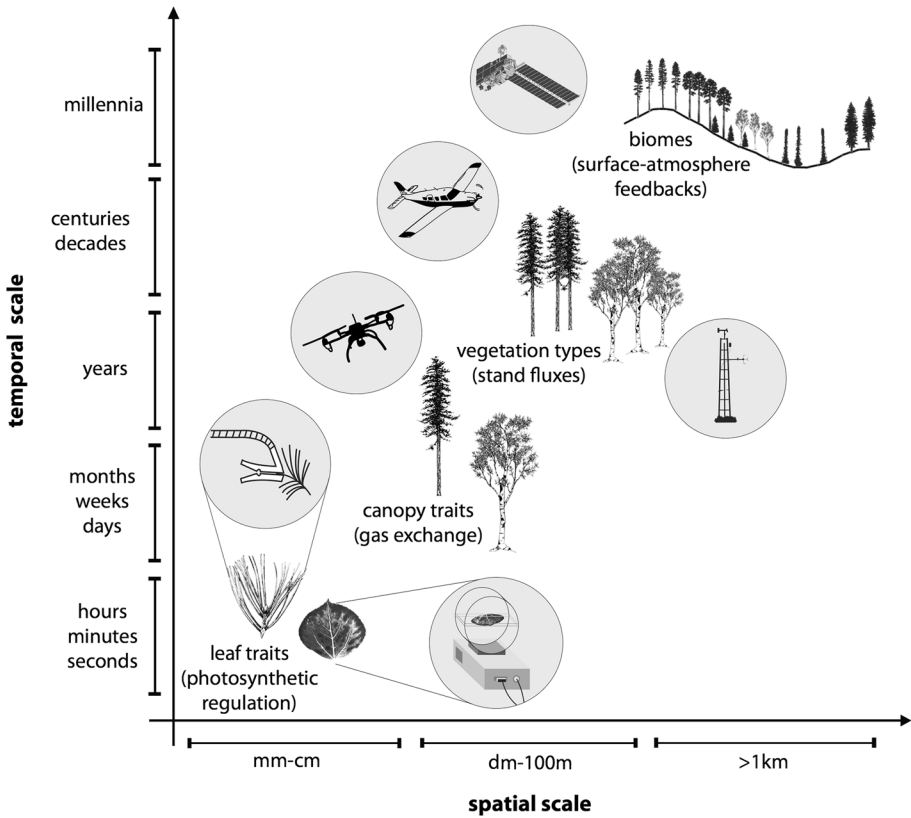 millennia
biomes
(surface-atmosphere
feedbacks)
centuries
decades
temporal scale
years
vegetation types
(stand fluxes)
months
weeks
days
canopy traits
(gas exchange)
hours
minutes
seconds
leaf traits
(photosynthetic
regulation)
mm-cm
dm-100m
>1km
spatial scale